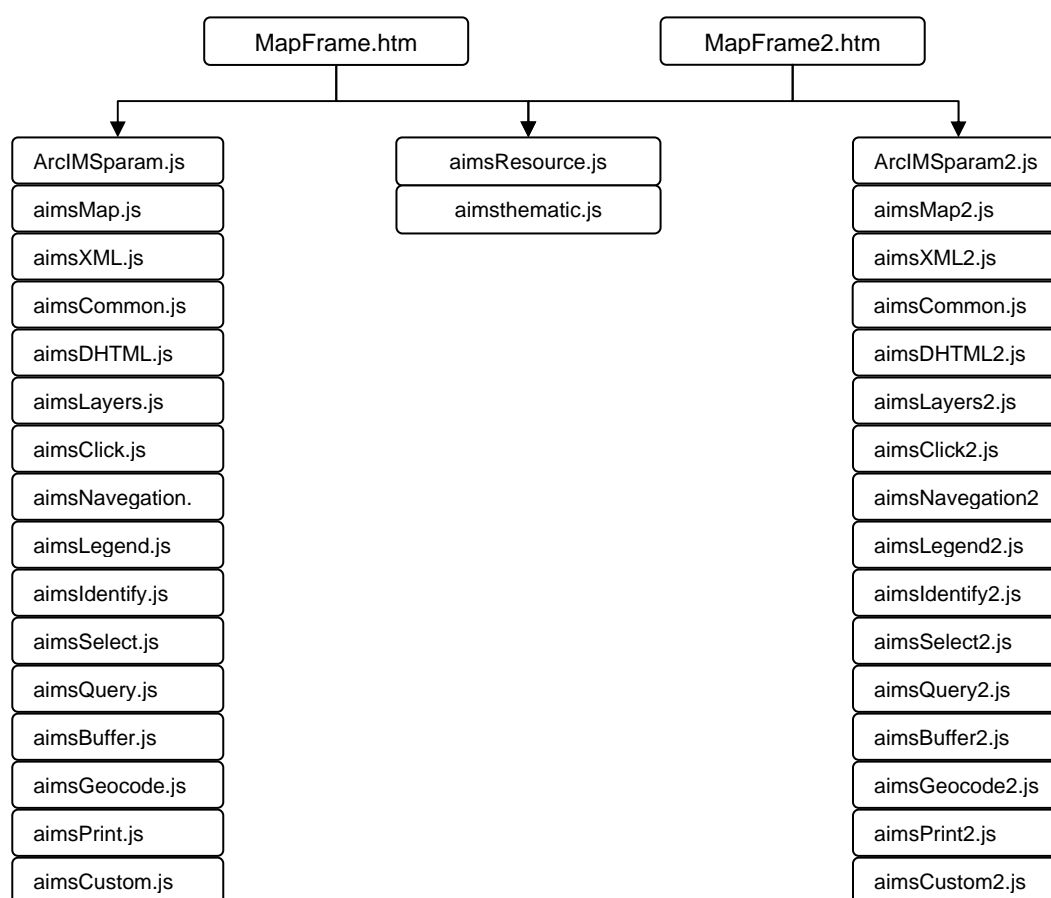 MapFrame.htm
MapFrame2.htm
ArcIMSparam.js
aimsMap.js
aimsXML.js
aimsCommon.js
aimsDHTML.js
aimsLayers.js
aimsClick.js
aimsNavegation.
aimsLegend.js
aimsIdentify.js
aimsSelect.js
aimsQuery.js
aimsBuffer.js
aimsGeocode.js
aimsPrint.js
aimsCustom.js
aimsResource.js
aimsthematic.js
ArcIMSparam2.js
aimsMap2.js
aimsXML2.js
aimsCommon.js
aimsDHTML2.js
aimsLayers2.js
aimsClick2.js
aimsNavegation2
aimsLegend2.js
aimsIdentify2.js
aimsSelect2.js
aimsQuery2.js
aimsBuffer2.js
aimsGeocode2.js
aimsPrint2.js
aimsCustom2.js